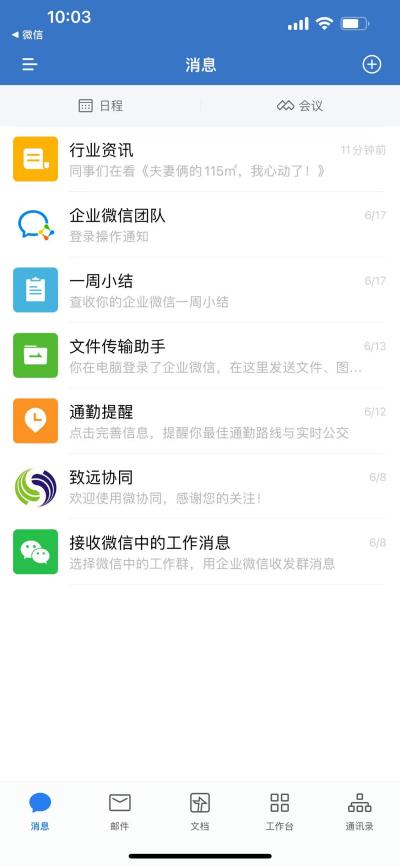 10:03
◀ 微信
消息
日程
会议
行业资讯
11分钟前
同事们在看《夫妻俩的115㎡，我心动了！》
企业微信团队
6/17
登录操作通知
一周小结
6/17
查收你的企业微信一周小结
文件传输助手
6/13
你在电脑登录了企业微信，在这里发送文件、图...
通勤提醒
6/12
点击完善信息，提醒你最佳通勤路线与实时公交
致远协同
6/8
欢迎使用微协同，感谢您的关注！
接收微信中的工作消息
6/8
选择微信中的工作群，用企业微信收发群消息
消息
邮件
文档
工作台
通讯录